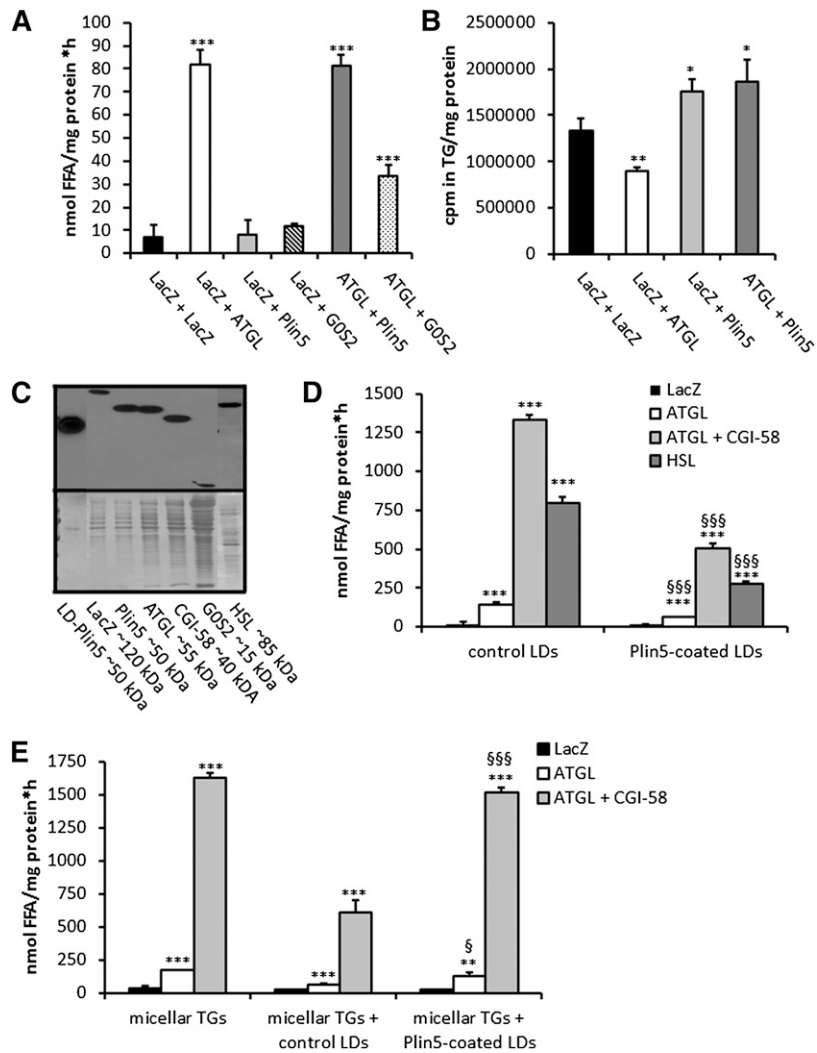 A
nmol FFA/mg protein *h
100
90
80
70
60
50
40
30
20
10
0
***
***
***
LacZ + LacZ
LacZ + ATGL
LacZ + Plin5
LacZ + G0S2
ATGL + Plin5
ATGL + G0S2
B
cpm in TG/mg protein
2500000
2000000
1500000
1000000
500000
0
**
*
*
LacZ + LacZ
LacZ + ATGL
LacZ + Plin5
ATGL + Plin5
C
LD-Plin5 ~50 kDa
LacZ ~120 kDa
Plin5 ~50 kDa
ATGL ~55 kDa
CGI-58 ~40 kDA
G0S2 ~15 kDa
HSL ~85 kDa
D
nmol FFA/mg protein*h
1500
1250
1000
750
500
250
0
***
***
***
§§§
***
§§§
***
§§§
***
control LDs
Plin5-coated LDs
LacZ
ATGL
ATGL + CGI-58
HSL
E
nmol FFA/mg protein*h
1750
1500
1250
1000
750
500
250
0
***
***
***
***
§
**
§§§
***
micellar TGs
micellar TGs +
control LDs
micellar TGs +
Plin5-coated LDs
LacZ
ATGL
ATGL + CGI-58